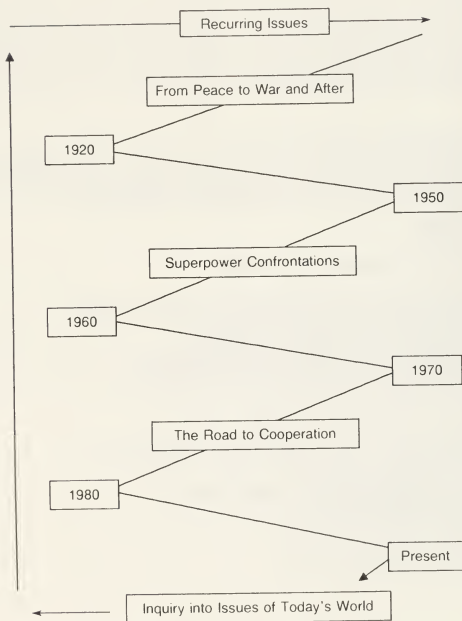 Recurring Issues
From Peace to War and After
1920
1950
Superpower Confrontations
1960
1970
The Road to Cooperation
1980
Present
Inquiry into Issues of Today's World